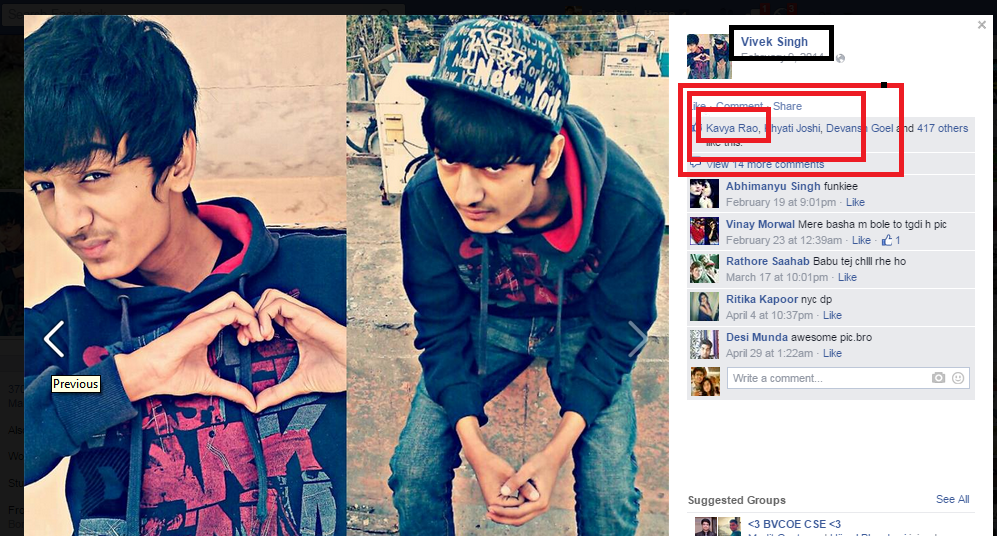 Vivek Singh
February 9, 2014
Like · Comment · Share
Kavya Rao, Khyati Joshi, Devansh Goel and 417 others
like this.
View 14 more comments
Abhimanyu Singh funkiee
February 19 at 9:01pm · Like
Vinay Morwal Mere basha m bole to tgdi h pic
February 23 at 12:39am · Like · 1
Rathore Saahab Babu tej chlll rhe ho
March 17 at 10:01pm · Like
Ritika Kapoor nyc dp
April 4 at 10:37pm · Like
Desi Munda awesome pic.bro
April 29 at 1:22am · Like
Write a comment...
Suggested Groups
See All
<3 BVCOE CSE <3
Previous
New
York
New York